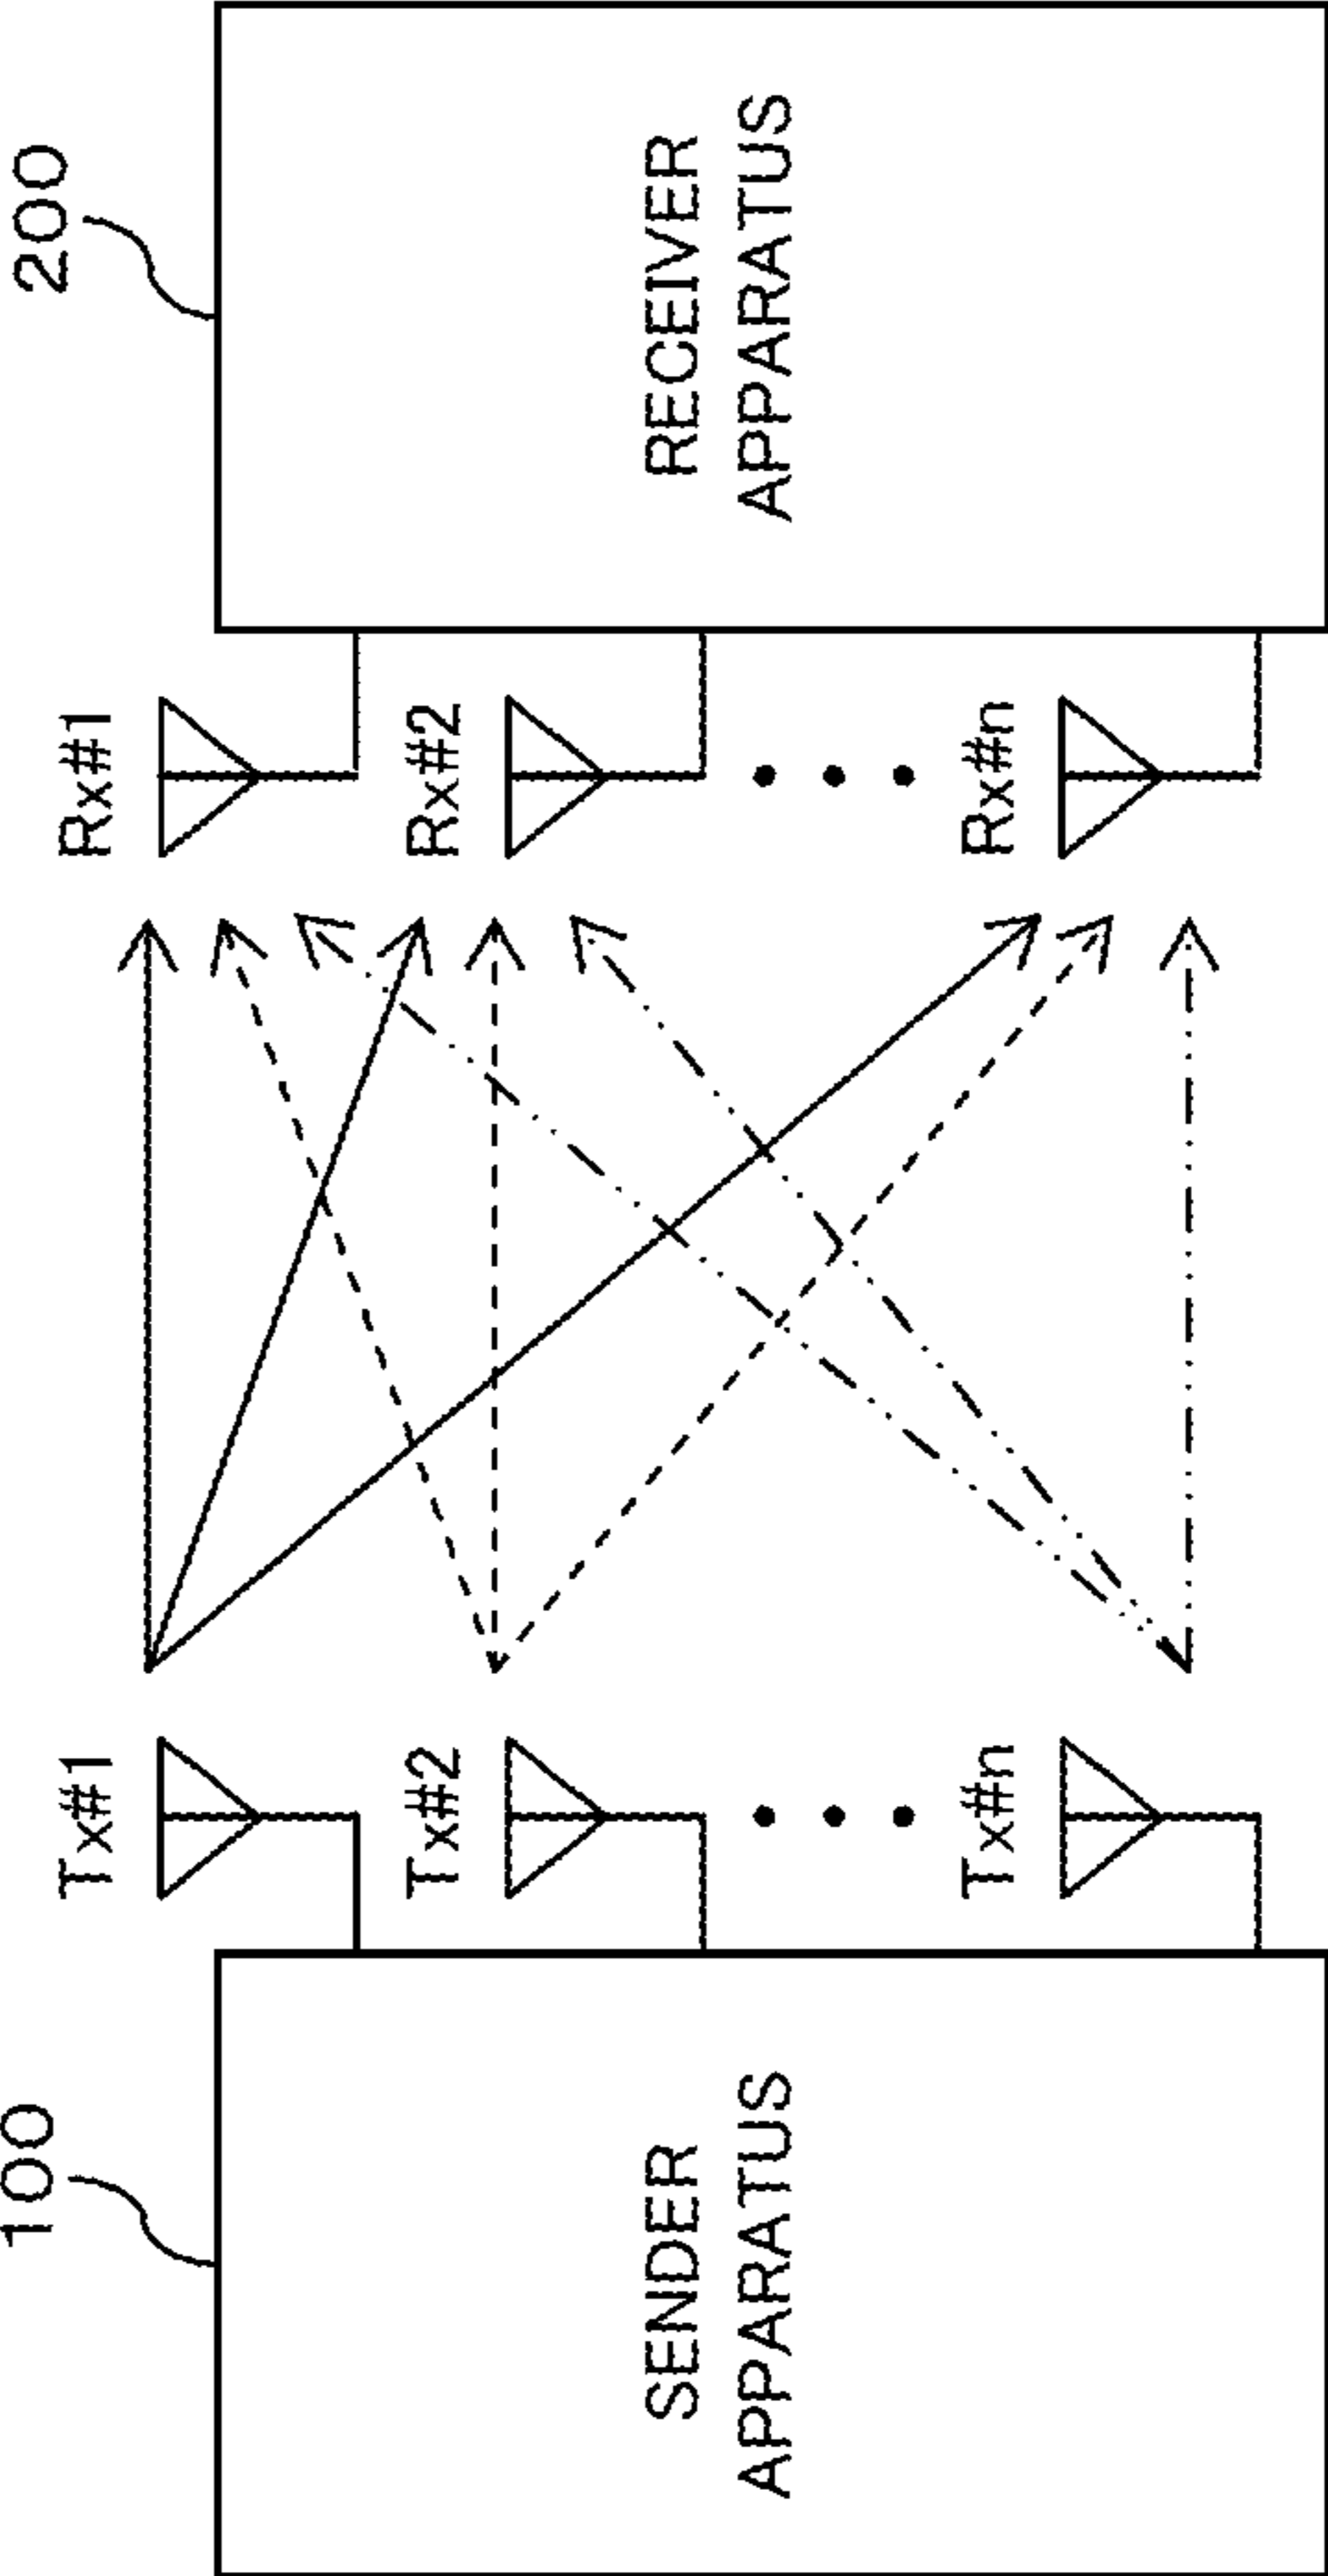 100
200
Tx#1
Rx#1
Tx#2
Rx#2
SENDER
APPARATUS
RECEIVER
APPARATUS
Tx#n
Rx#n